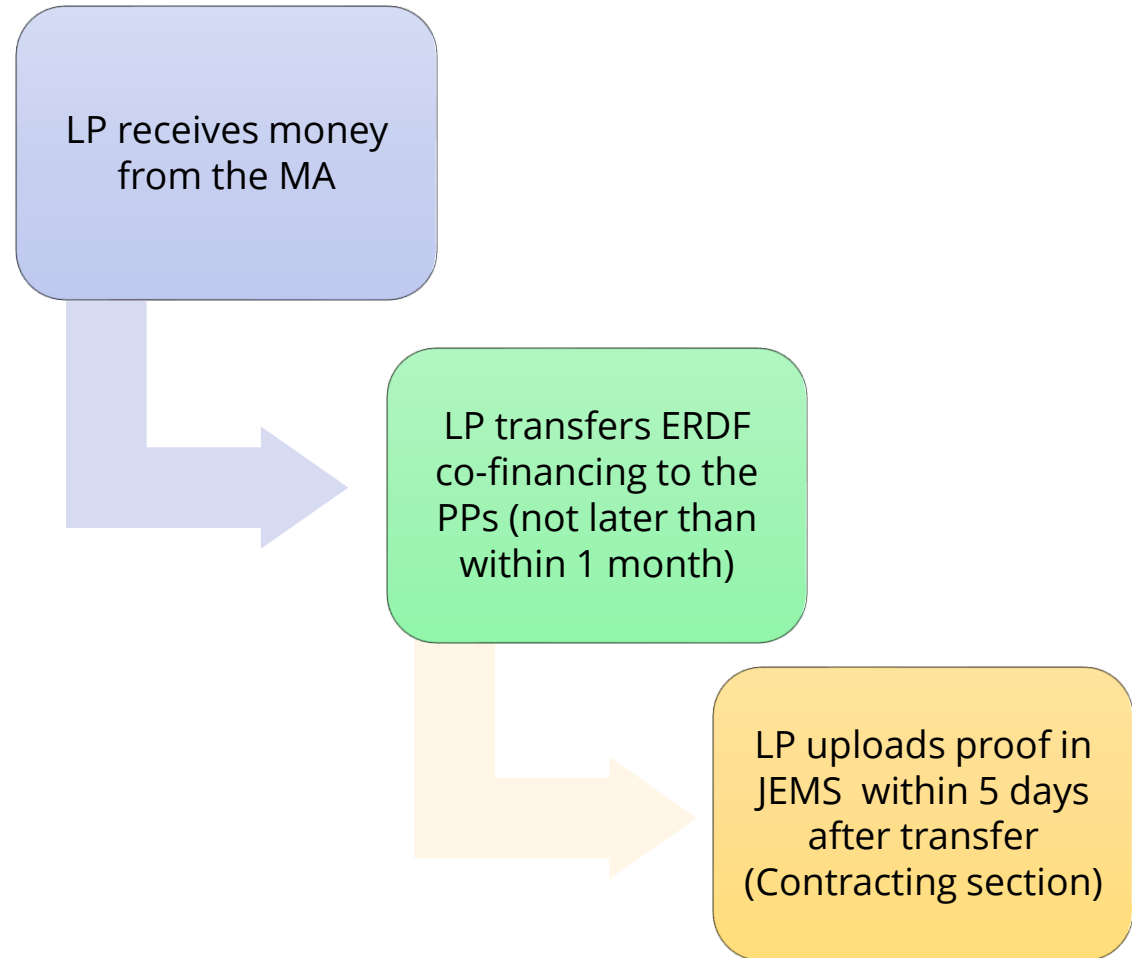 LP receives money
from the MA
LP transfers ERDF
co-financing to the
PPs (not later than
within 1 month)
LP uploads proof in
JEMS  within 5 days
after transfer
(Contracting section)